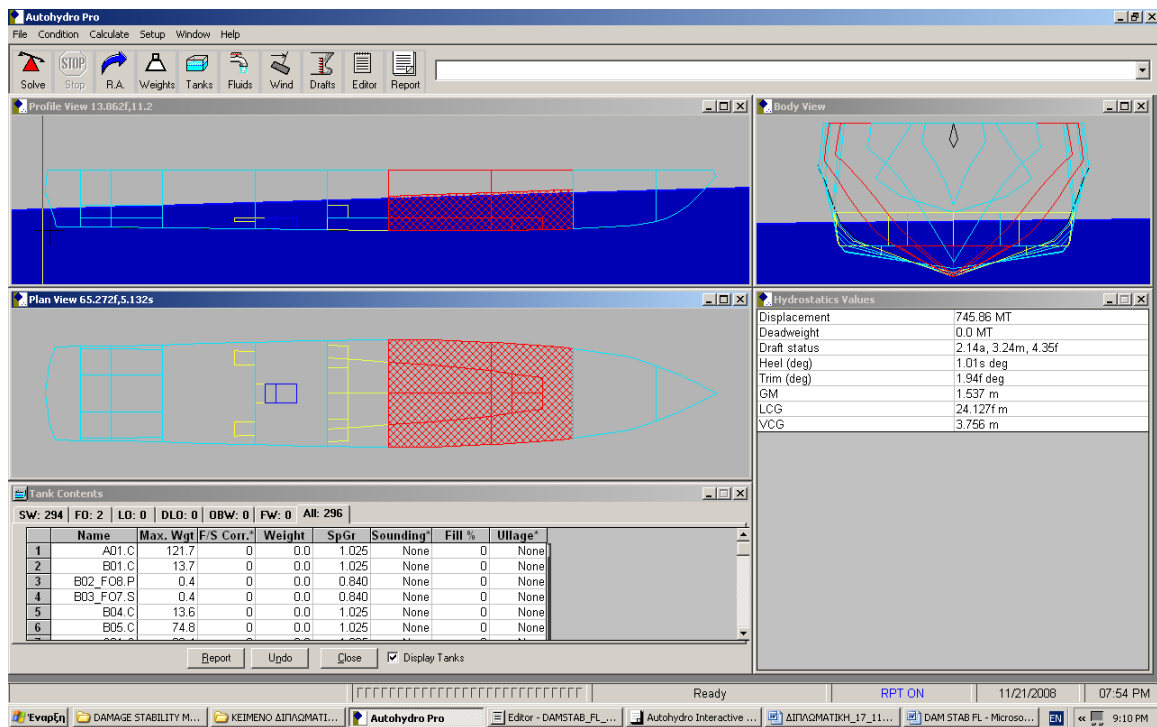 Autohydro Pro
File Condition Calculate Setup Window Help
Solve Stop R.A. Weights Tanks Fluids Wind Drafts Editor Report
Profile View 13.862f,11.2
Body View
Plan View 65.272f,5.132s
Hydrostatics Values
Displacement 745.86 MT
Deadweight 0.0 MT
Draft status 2.14a, 3.24m, 4.35f
Heel (deg) 1.01s deg
Trim (deg) 1.94f deg
GM 1.537 m
LCG 24.127f m
VCG 3.756 m
Tank Contents
SW: 294 FO: 2 LO: 0 DLO: 0 OBW: 0 FW: 0 All: 296
Name Max. Wgt F/S Corr.* Weight SpGr Sounding* Fill % Ullage*
1 A01.C 121.7 0 0.0 1.025 None 0 None
2 B01.C 13.7 0 0.0 1.025 None 0 None
3 B02_FO8.P 0.4 0 0.0 0.840 None 0 None
4 B03_FO7.S 0.4 0 0.0 0.840 None 0 None
5 B04.C 13.6 0 0.0 1.025 None 0 None
6 B05.C 74.8 0 0.0 1.025 None 0 None
Report Undo Close Display Tanks
Ready RPT ON 11/21/2008 07:54 PM
Έναρξη DAMAGE STABILITY M... ΚΕΙΜΕΝΟ ΔΙΠΛΩΜΑΤΙ... Autohydro Pro Editor - DAMSTAB_FL_... Autohydro Interactive ... ΔΙΠΛΩΜΑΤΙΚΗ_17_11... DAM STAB FL - Microso... EN « 9:10 PM